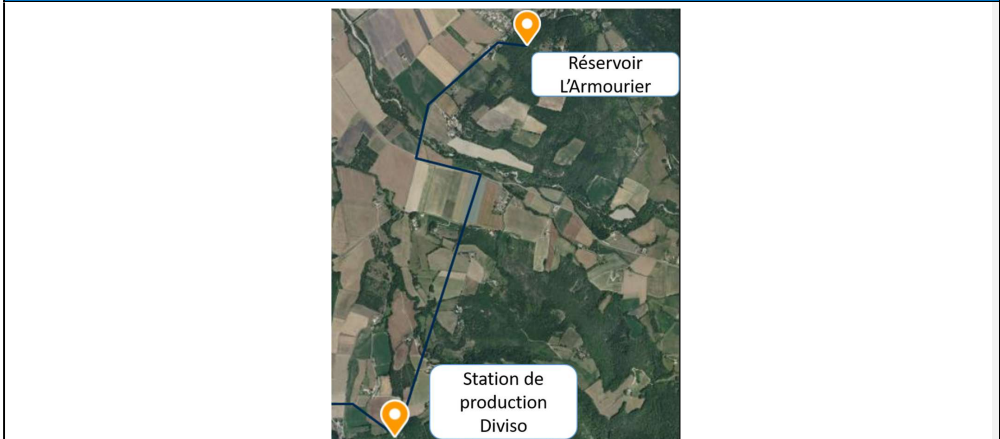 Réservoir
L’Armourier
Station de
production
Diviso